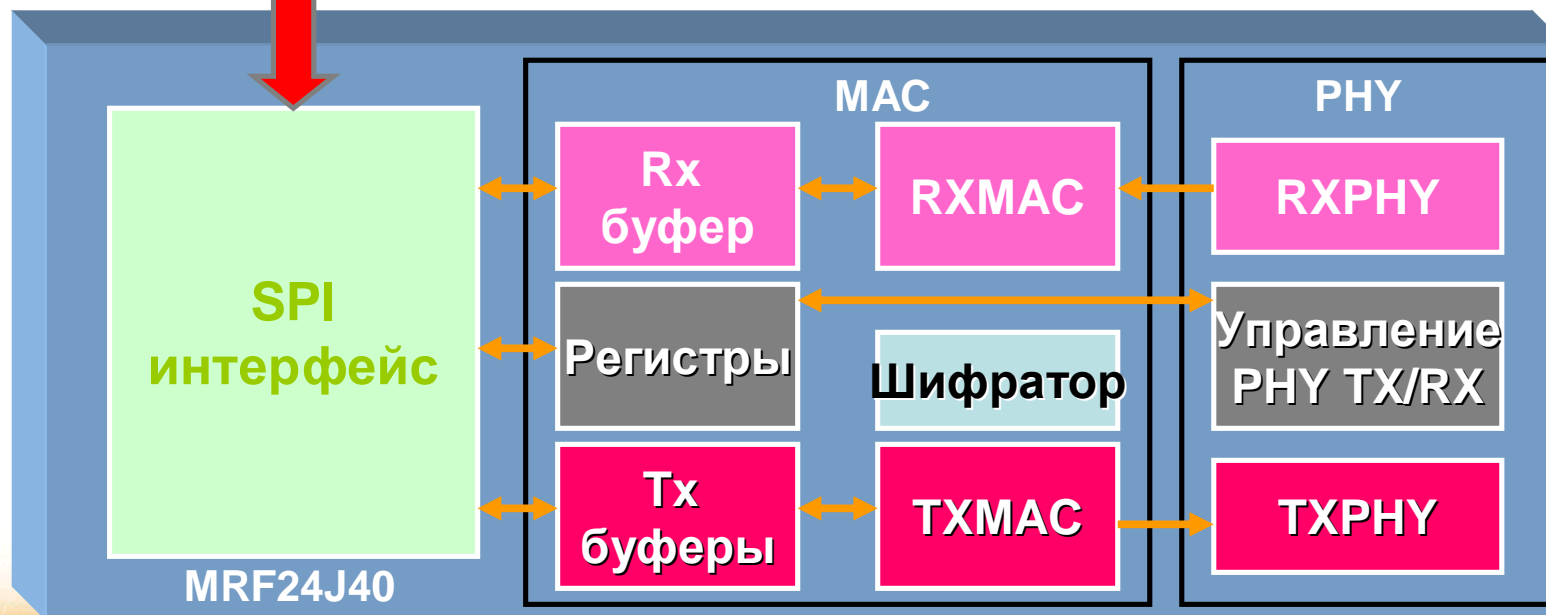 MAC
PHY
SPI
интерфейс
Rx
буфер
RXMAC
RXPHY
Регистры
Шифратор
Управление
PHY TX/RX
Tx
буферы
TXMAC
TXPHY
MRF24J40